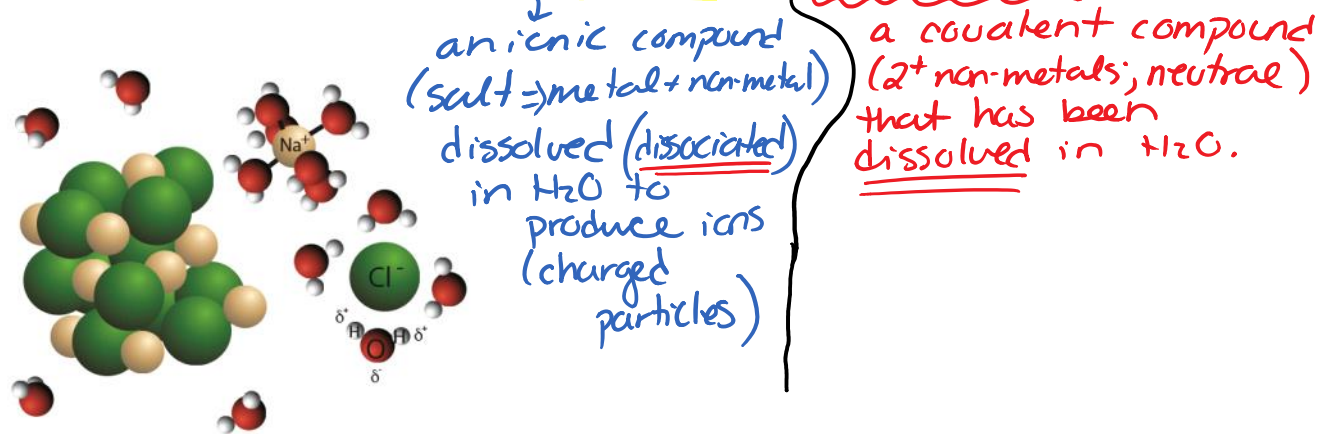 an ionic compound
(salt => metal + non-metal)
dissolved (dissociated)
in H2O to
produce ions
(charged
particles)
a covalent compound
(2+ non-metals; neutral)
that has been
dissolved in H2O.
Na+
Cl-
δ+ H H δ+
O
δ-